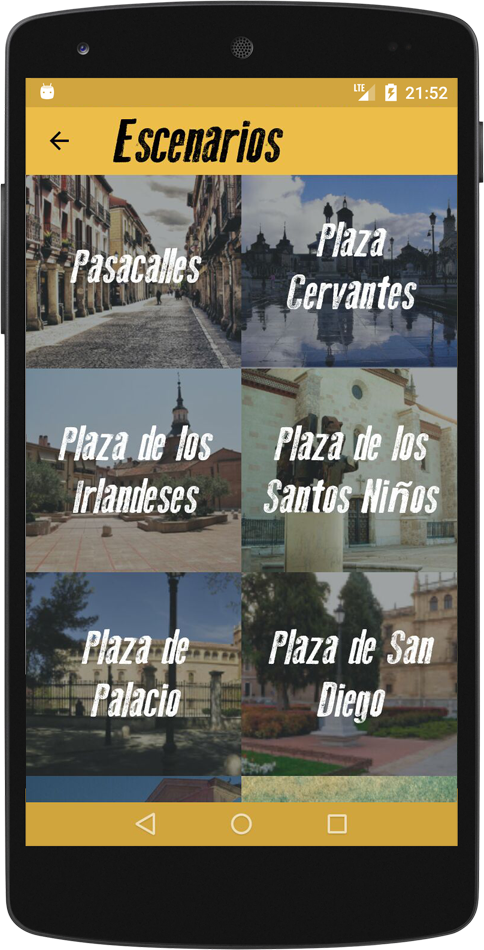 LTE
21:52
Escenarios
Pasacalles
Plaza
Cervantes
Plaza de los
Irlandeses
Plaza de los
Santos Niños
Plaza de
Palacio
Plaza de San
Diego